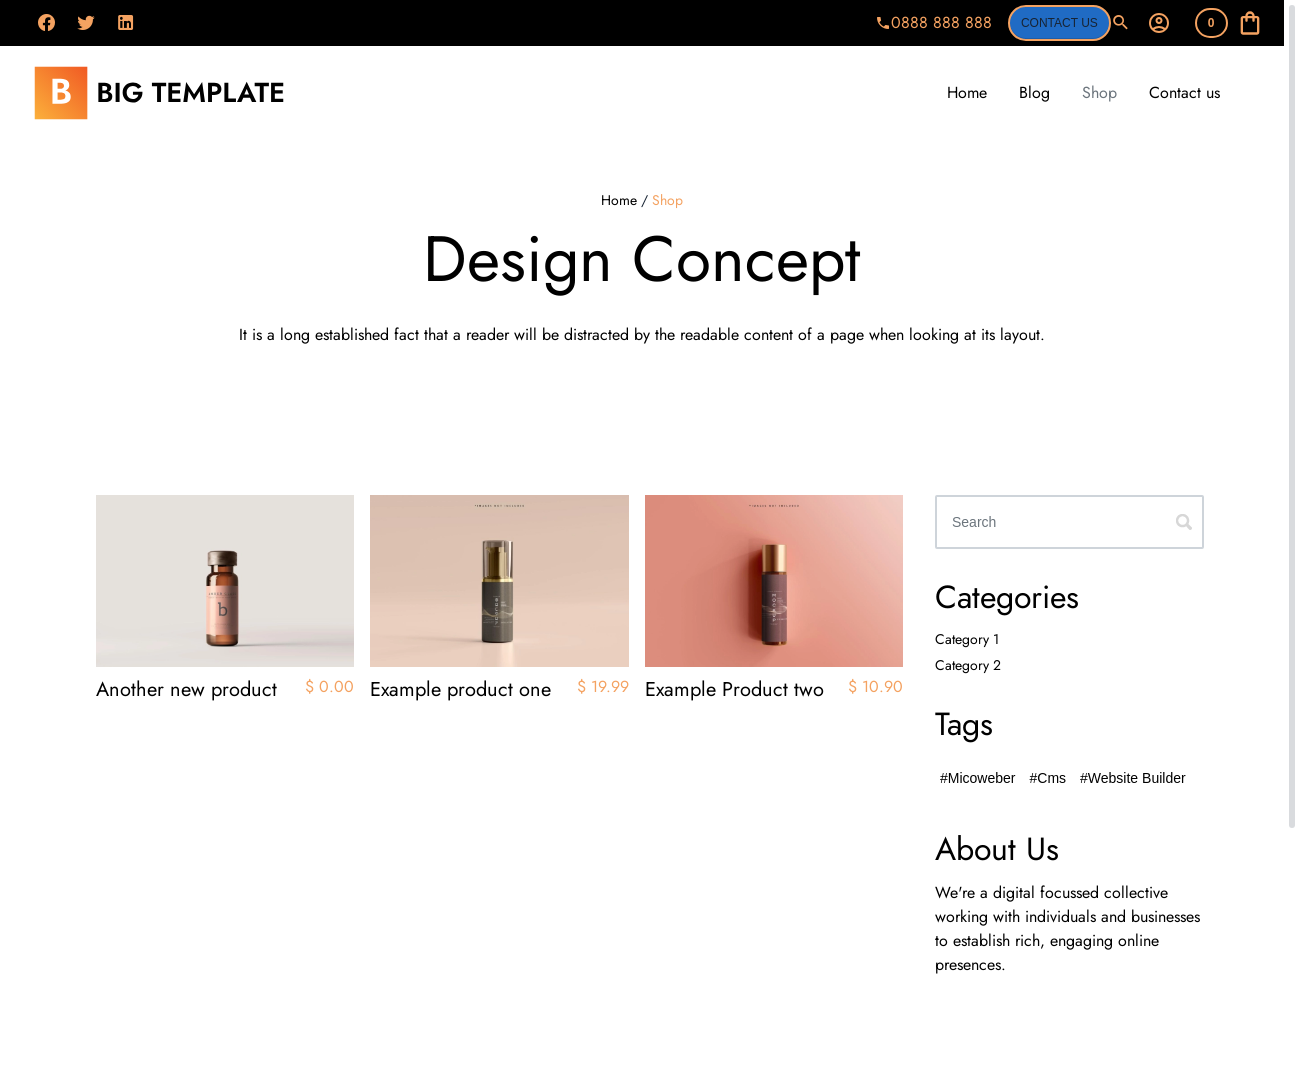 0888 888 888
CONTACT US
0
B BIG TEMPLATE
Home Blog Shop Contact us
Home / Shop
Design Concept
It is a long established fact that a reader will be distracted by the readable content of a page when looking at its layout.
b
Another new product $ 0.00
Example product one $ 19.99
Example Product two $ 10.90
Search
Categories
Category 1
Category 2
Tags
#Micoweber #Cms #Website Builder
About Us
We're a digital focussed collective
working with individuals and businesses
to establish rich, engaging online
presences.